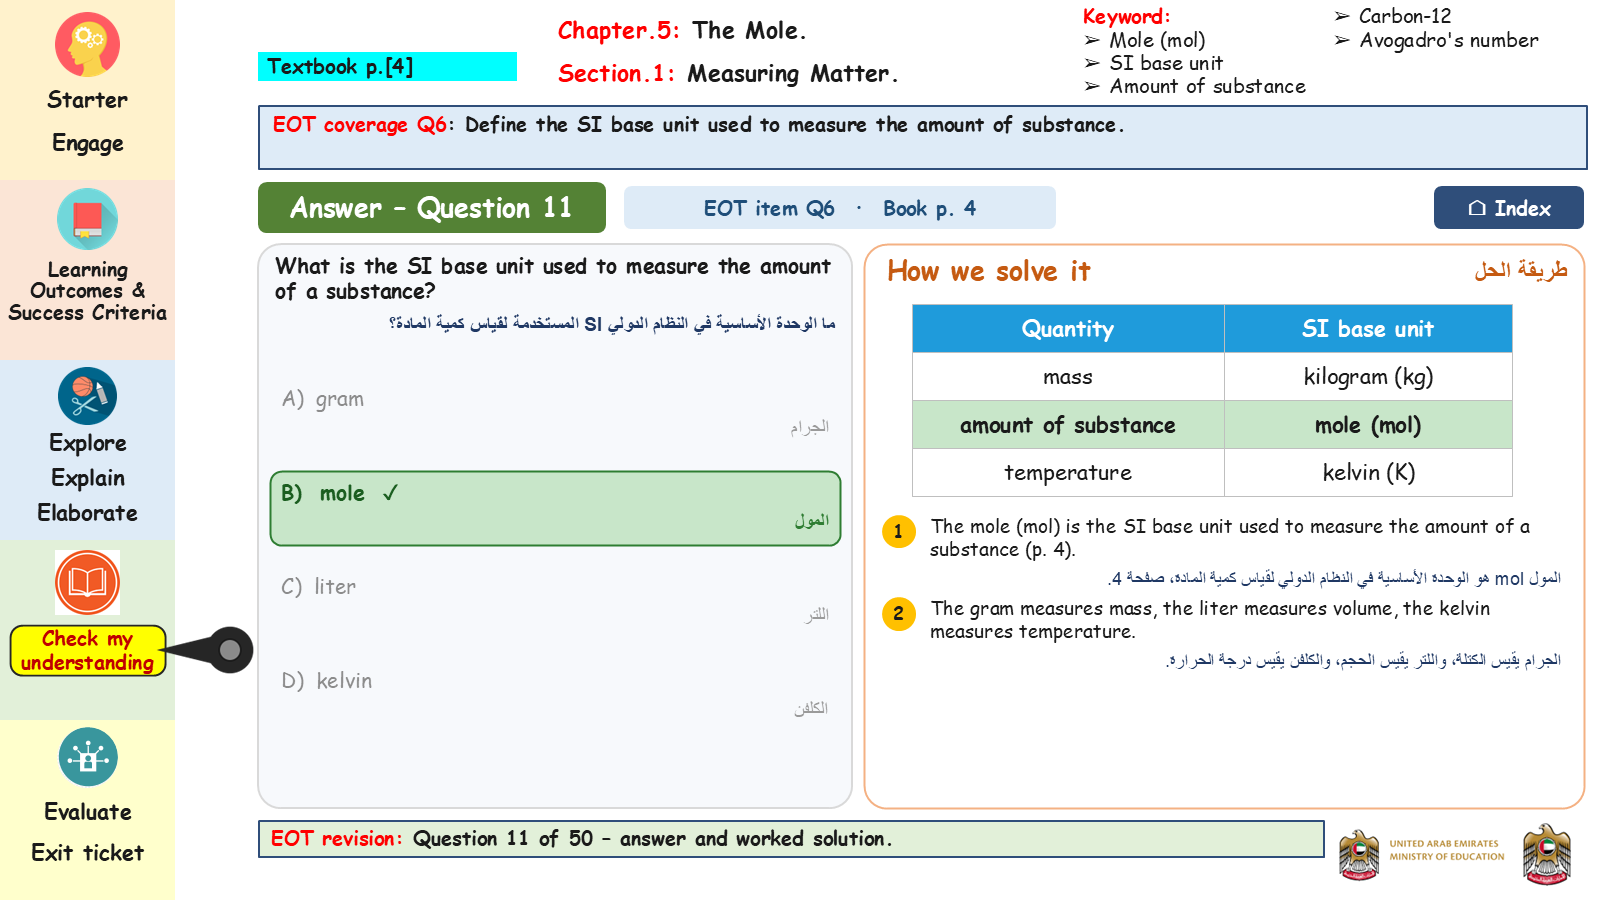 Starter
Engage
Learning
Outcomes &
Success Criteria
Explore
Explain
Elaborate
Check my
understanding
Evaluate
Exit ticket
Textbook p.[4]
Chapter.5: The Mole.
Section.1: Measuring Matter.
Keyword:
➢ Mole (mol)
➢ SI base unit
➢ Amount of substance
➢ Carbon-12
➢ Avogadro's number
EOT coverage Q6: Define the SI base unit used to measure the amount of substance.
Answer – Question 11
EOT item Q6 · Book p. 4
Index
What is the SI base unit used to measure the amount
of a substance?
ما الوحدة الأساسية في النظام الدولي SI المستخدمة لقياس كمية المادة؟
A) gram
الجرام
B) mole ✓
المول
C) liter
اللتر
D) kelvin
الكلفن
How we solve it
طريقة الحل
Quantity SI base unit
mass kilogram (kg)
amount of substance mole (mol)
temperature kelvin (K)
1 The mole (mol) is the SI base unit used to measure the amount of a
substance (p. 4).
المول mol هو الوحدة الأساسية في النظام الدولي لقياس كمية المادة، صفحة 4.
2 The gram measures mass, the liter measures volume, the kelvin
measures temperature.
الجرام يقيس الكتلة، واللتر يقيس الحجم، والكلفن يقيس درجة الحرارة.
EOT revision: Question 11 of 50 – answer and worked solution.
UNITED ARAB EMIRATES
MINISTRY OF EDUCATION